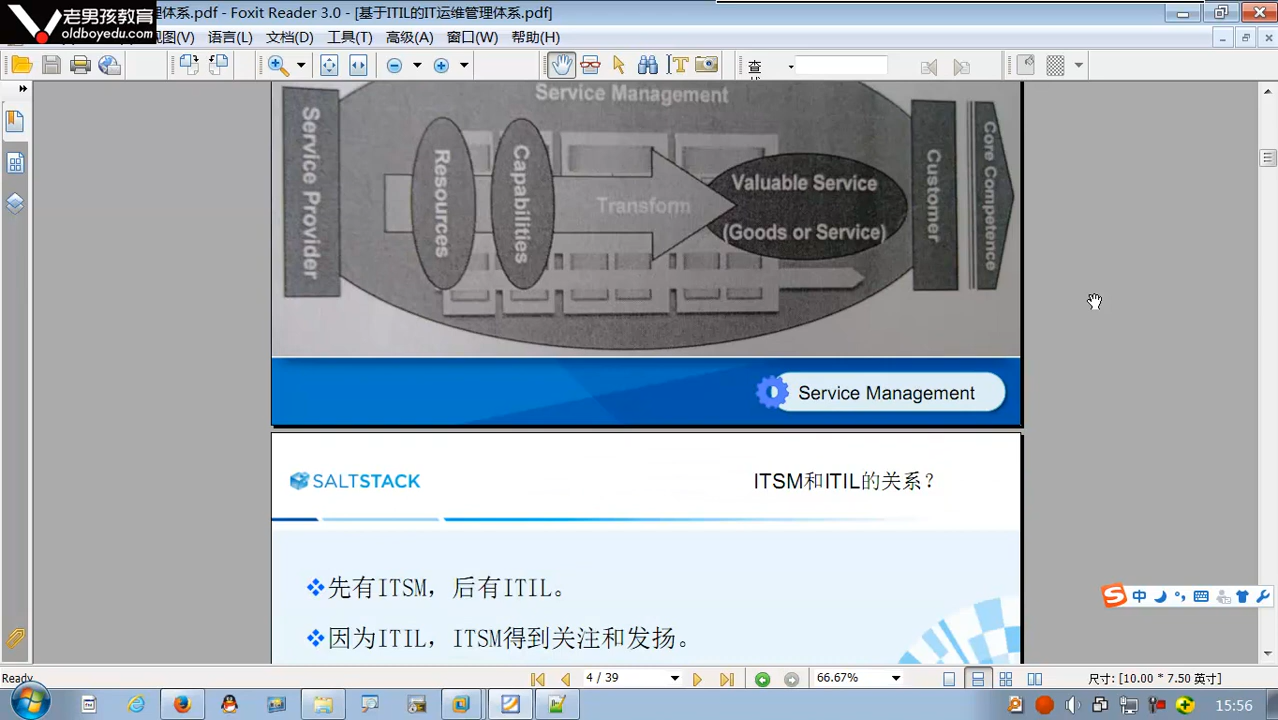 老男孩教育
oldboyedu.com
体系.pdf - Foxit Reader 3.0 - [基于ITIL的IT运维管理体系.pdf]
(V) 语言(L) 文档(D) 工具(T) 高级(A) 窗口(W) 帮助(H)
查
Service Management
Service Provider
Resources
Capabilities
Transform
Valuable Service
(Goods or Service)
Customer
Core Competence
Service Management
SALTSTACK
ITSM和ITIL的关系?
先有ITSM，后有ITIL。
因为ITIL，ITSM得到关注和发扬。
中
Ready
4 / 39
66.67%
尺寸: [10.00 * 7.50 英寸]
15:56